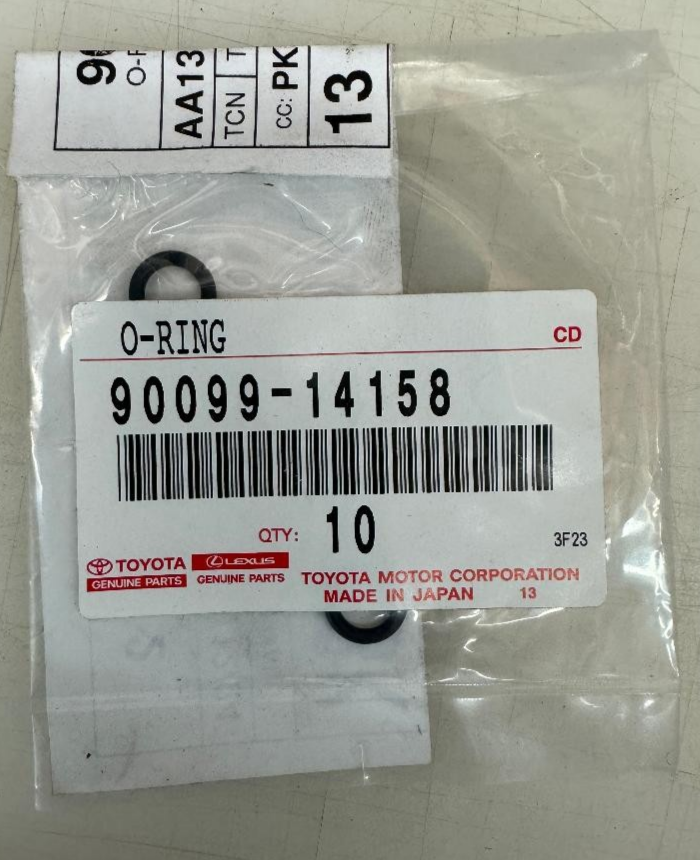 AA13
TCN
CC: PK
13
O-RING
CD
90099-14158
QTY: 10
3F23
TOYOTA
GENUINE PARTS
LEXUS
GENUINE PARTS
TOYOTA MOTOR CORPORATION
MADE IN JAPAN 13